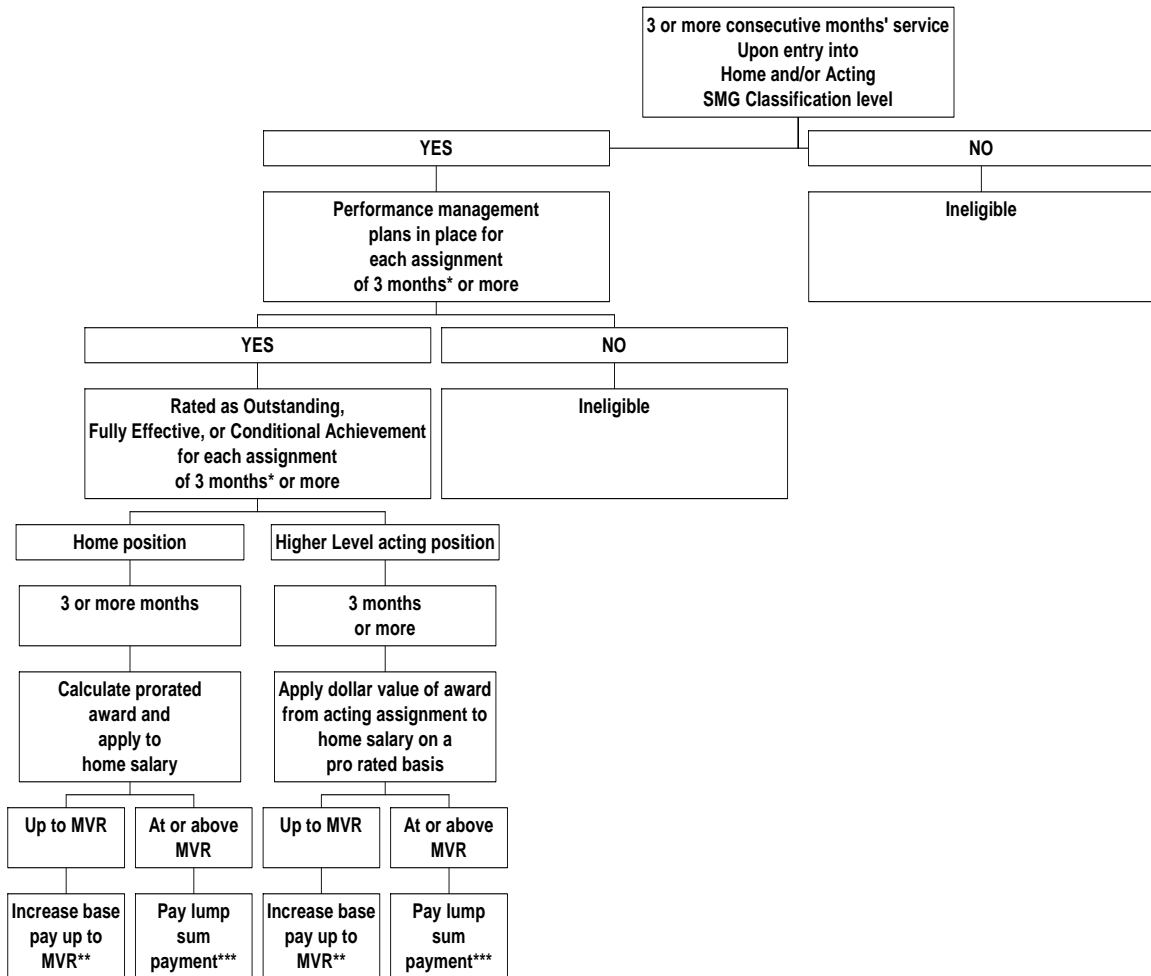 3 or more consecutive months' service
Upon entry into
Home and/or Acting
SMG Classification level
YES
NO
Performance management
plans in place for
each assignment
of 3 months* or more
Ineligible
YES
NO
Rated as Outstanding,
Fully Effective, or Conditional Achievement
for each assignment
of 3 months* or more
Ineligible
Home position
Higher Level acting position
3 or more months
3 months
or more
Calculate prorated
award and
apply to
home salary
Apply dollar value of award
from acting assignment to
home salary on a
pro rated basis
Up to MVR
At or above
MVR
Up to MVR
At or above
MVR
Increase base
pay up to
MVR**
Pay lump
sum
payment***
Increase base
pay up to
MVR**
Pay lump
sum
payment***